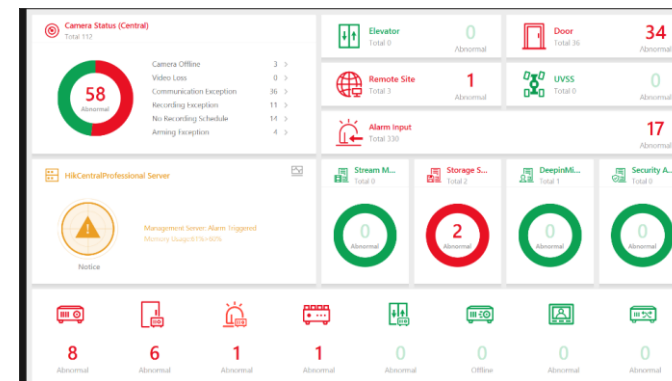 Camera Status (Central)
Total 112
58
Abnormal
Camera Offline 3 >
Video Loss 0 >
Communication Exception 36 >
Recording Exception 11 >
No Recording Schedule 14 >
Arming Exception 4 >
Elevator
Total 0
0
Abnormal
Door
Total 36
34
Abnormal
Remote Site
Total 3
1
Abnormal
UVSS
Total 0
0
Abnormal
Alarm Input
Total 330
17
Abnormal
HikCentralProfessional Server
Management Server: Alarm Triggered
Notice
Stream M...
Total 0
0
Abnormal
Storage S...
Total 2
2
Abnormal
DeepinMi...
Total 1
0
Abnormal
Security A...
Total 0
0
Abnormal
8
Abnormal
6
Abnormal
1
Abnormal
1
Abnormal
0
Abnormal
0
Offline
0
Abnormal
0
Abnormal